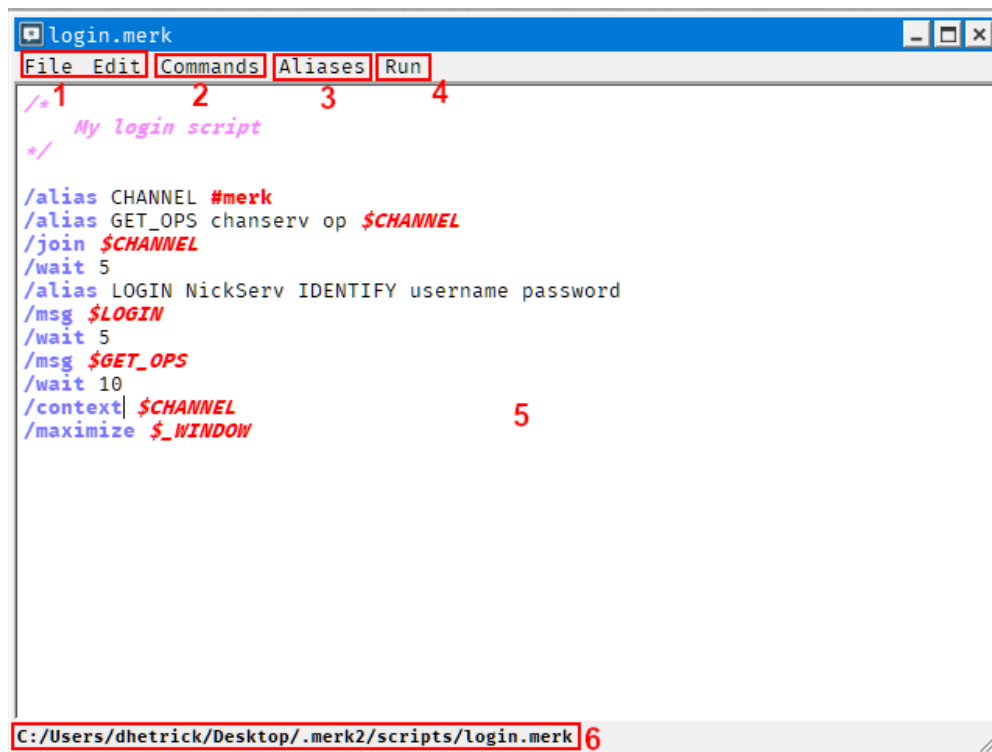 login.merk
File Edit Commands Aliases Run
1 2 3 4
/*
My login script
*/
/alias CHANNEL #merk
/alias GET_OPS chanserv op $CHANNEL
/join $CHANNEL
/wait 5
/alias LOGIN NickServ IDENTIFY username password
/msg $LOGIN
/wait 5
/msg $GET_OPS
/wait 10
/context $CHANNEL
5
/maximize $_WINDOW
C:/Users/dhetrick/Desktop/.merk2/scripts/login.merk 6